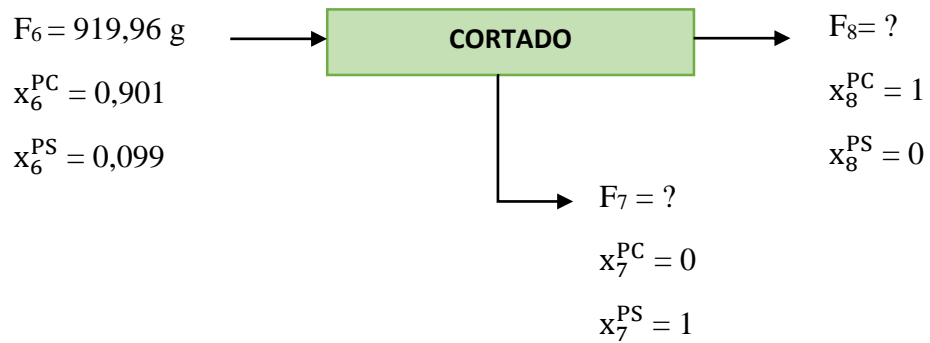 F₆ = 919,96 g
x₆ᴾᶜ = 0,901
x₆ᴾˢ = 0,099
CORTADO
F₈= ?
x₈ᴾᶜ = 1
x₈ᴾˢ = 0
F₇ = ?
x₇ᴾᶜ = 0
x₇ᴾˢ = 1